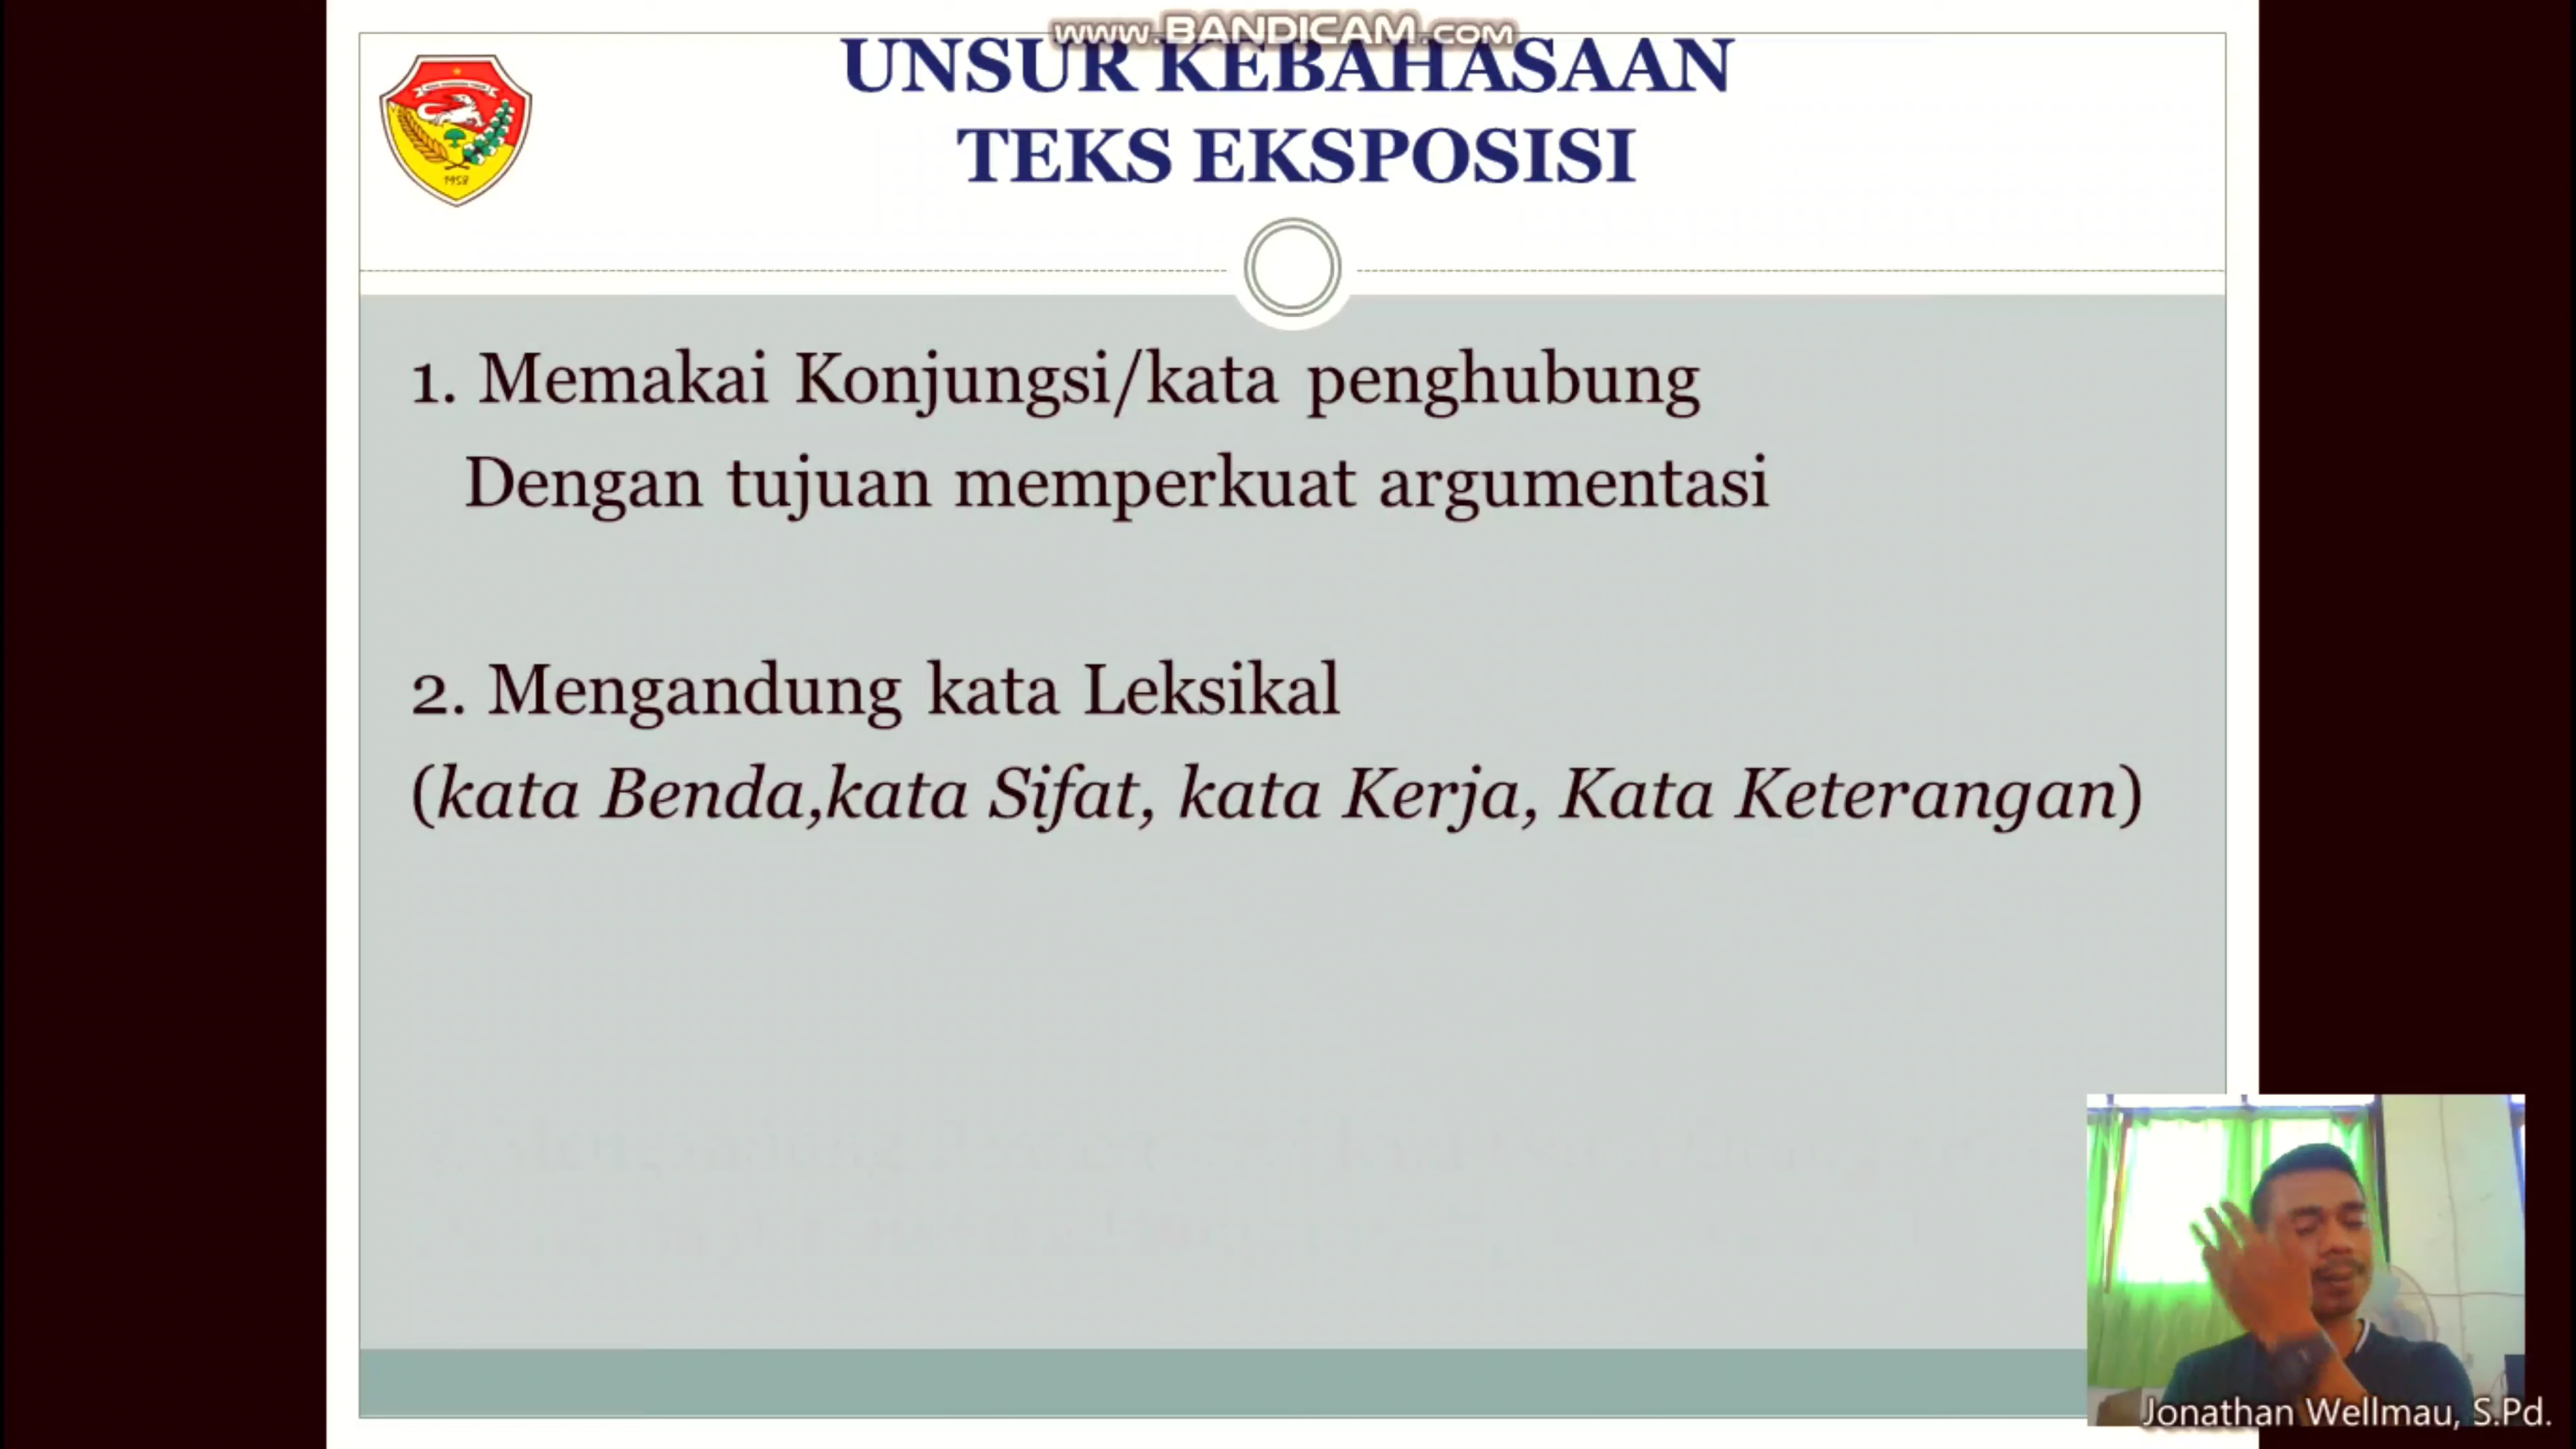 www.BANDICAM.com
UNSUR KEBAHASAAN
TEKS EKSPOSISI
1958
1. Memakai Konjungsi/kata penghubung
Dengan tujuan memperkuat argumentasi
2. Mengandung kata Leksikal
(kata Benda,kata Sifat, kata Kerja, Kata Keterangan)
Jonathan Wellmau, S.Pd.